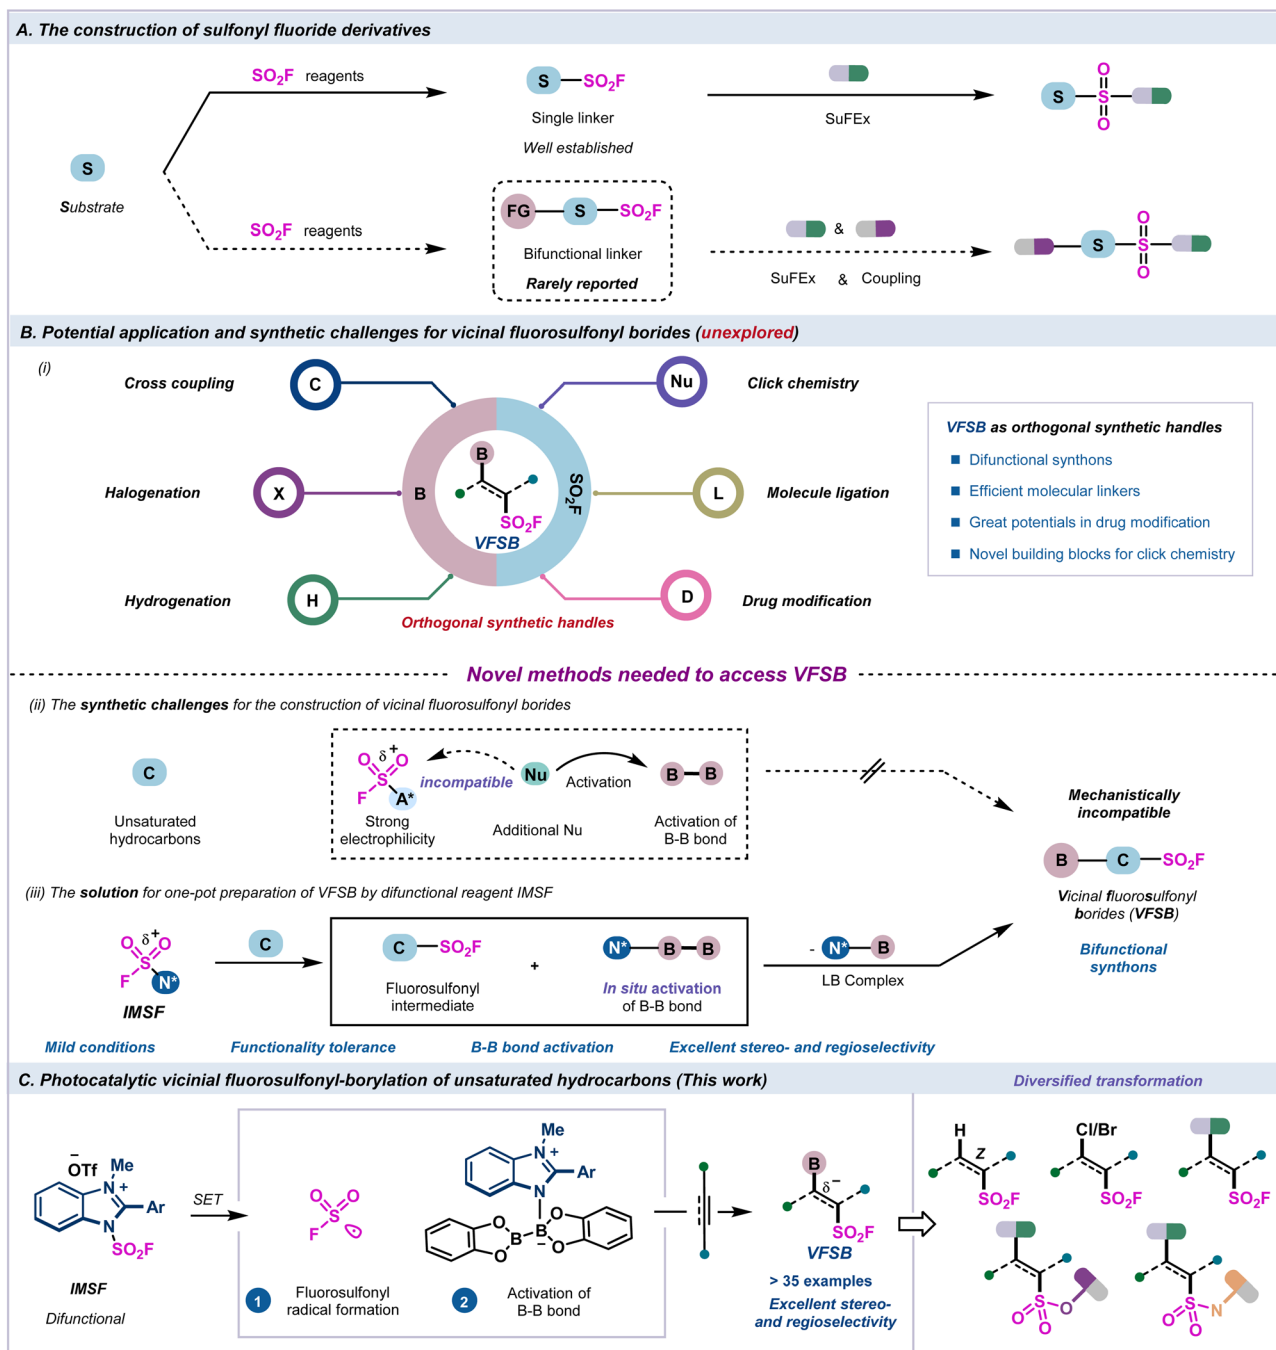 A. The construction of sulfonyl fluoride derivatives
SO₂F reagents
S
SO₂F
Single linker
Well established
SuFEx
S
O
S
O
S
Substrate
SO₂F reagents
FG
S
SO₂F
Bifunctional linker
Rarely reported
&
SuFEx & Coupling
S
O
S
O
B. Potential application and synthetic challenges for vicinal fluorosulfonyl borides (unexplored)
(i)
Cross coupling
C
Nu
Click chemistry
Halogenation
X
B
B
SO₂F
VFSB
SO₂F
L
Molecule ligation
Hydrogenation
H
D
Drug modification
Orthogonal synthetic handles
VFSB as orthogonal synthetic handles
Difunctional synthons
Efficient molecular linkers
Great potentials in drug modification
Novel building blocks for click chemistry
Novel methods needed to access VFSB
(ii) The synthetic challenges for the construction of vicinal fluorosulfonyl borides
C
Unsaturated
hydrocarbons
O δ+ O
S
F A*
Strong
electrophilicity
incompatible
Nu
Additional Nu
Activation
B B
Activation of
B-B bond
Mechanistically
incompatible
B C SO₂F
Vicinal fluorosulfonyl
borides (VFSB)
Bifunctional
synthons
(iii) The solution for one-pot preparation of VFSB by difunctional reagent IMSF
O δ+ O
S
F N*
IMSF
C
C SO₂F
Fluorosulfonyl
intermediate
+
N* B B
In situ activation
of B-B bond
- N* B
LB Complex
Mild conditions
Functionality tolerance
B-B bond activation
Excellent stereo- and regioselectivity
C. Photocatalytic vicinial fluorosulfonyl-borylation of unsaturated hydrocarbons (This work)
Diversified transformation
−
OTf
Me
N
+
Ar
N
SO₂F
IMSF
Difunctional
SET
O O
S
F
1
Fluorosulfonyl
radical formation
Me
N
+
Ar
N
O
B
O
B
−
O
O
2
Activation of
B-B bond
B
δ−
SO₂F
VFSB
> 35 examples
Excellent stereo-
and regioselectivity
H
Z
SO₂F
Cl/Br
SO₂F
SO₂F
O
S
O
O
O
S
N
O